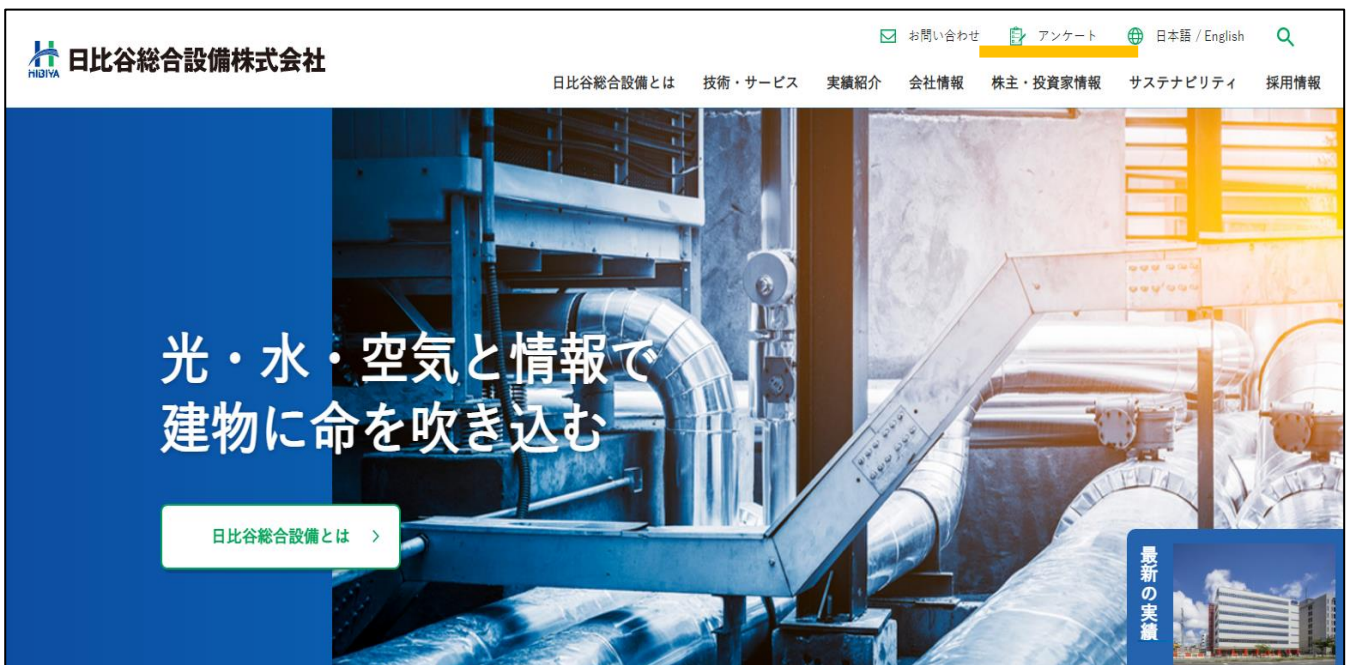 お問い合わせ アンケート 日本語 / English
HIBIYA 日比谷総合設備株式会社
日比谷総合設備とは 技術・サービス 実績紹介 会社情報 株主・投資家情報 サステナビリティ 採用情報
光・水・空気と情報で
建物に命を吹き込む
日比谷総合設備とは
最新の実績